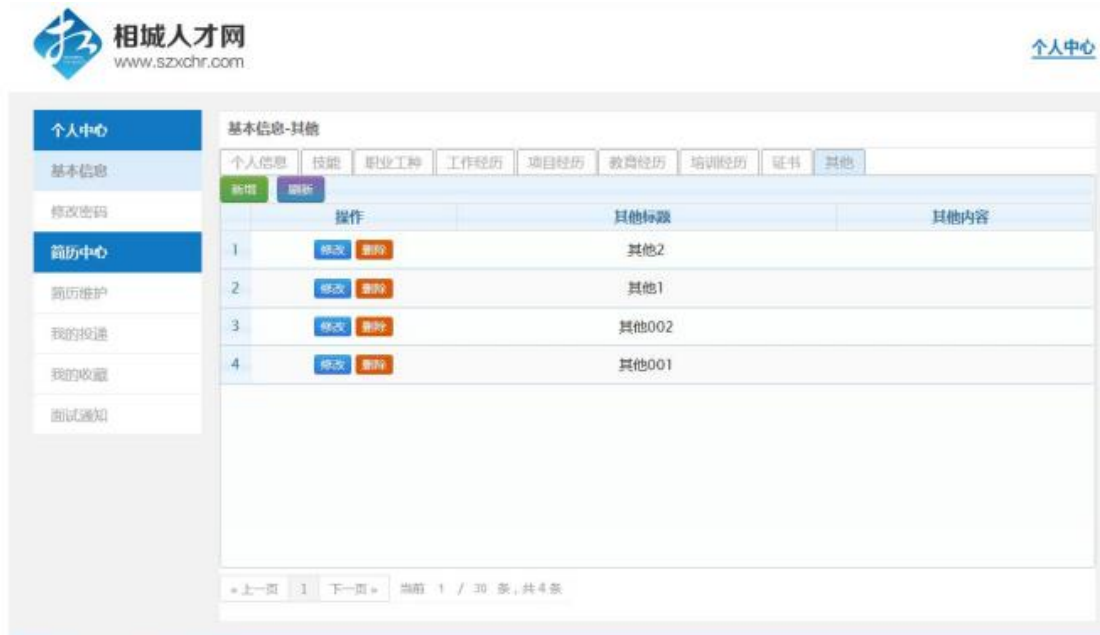 相城人才网
www.szxchr.com
个人中心
个人中心
基本信息
修改密码
简历中心
简历维护
我的投递
我的收藏
面试通知
基本信息-其他
个人信息 技能 职业工种 工作经历 项目经历 教育经历 培训经历 证书 其他
新增 刷新
操作 其他标题 其他内容
1 修改 删除 其他2
2 修改 删除 其他1
3 修改 删除 其他002
4 修改 删除 其他001
«上一页 1 下一页» 当前 1 / 30 条,共4条